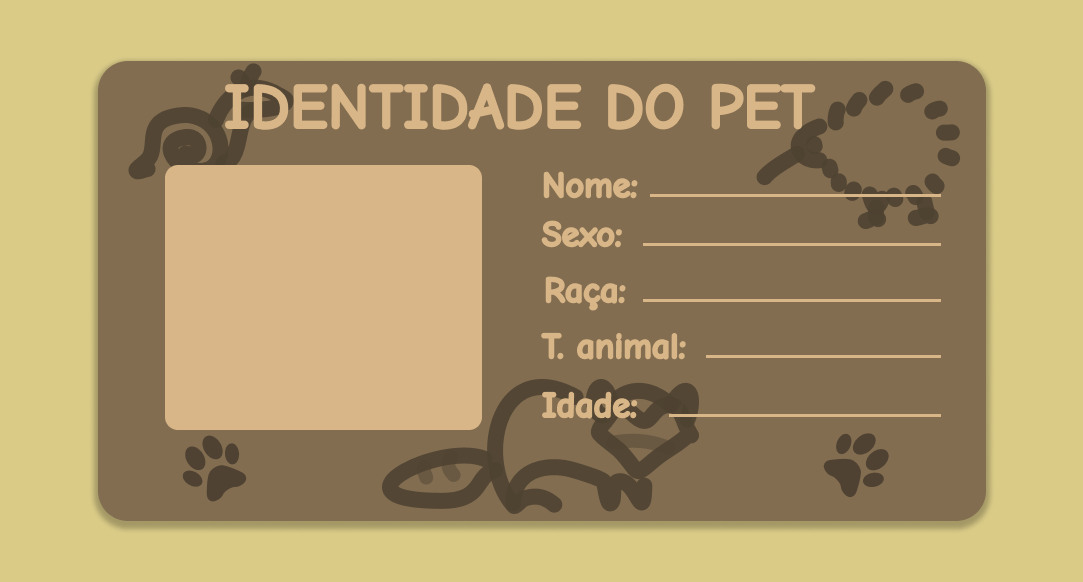 IDENTIDADE DO PET
Nome:
Sexo:
Raça:
T. animal:
Idade: